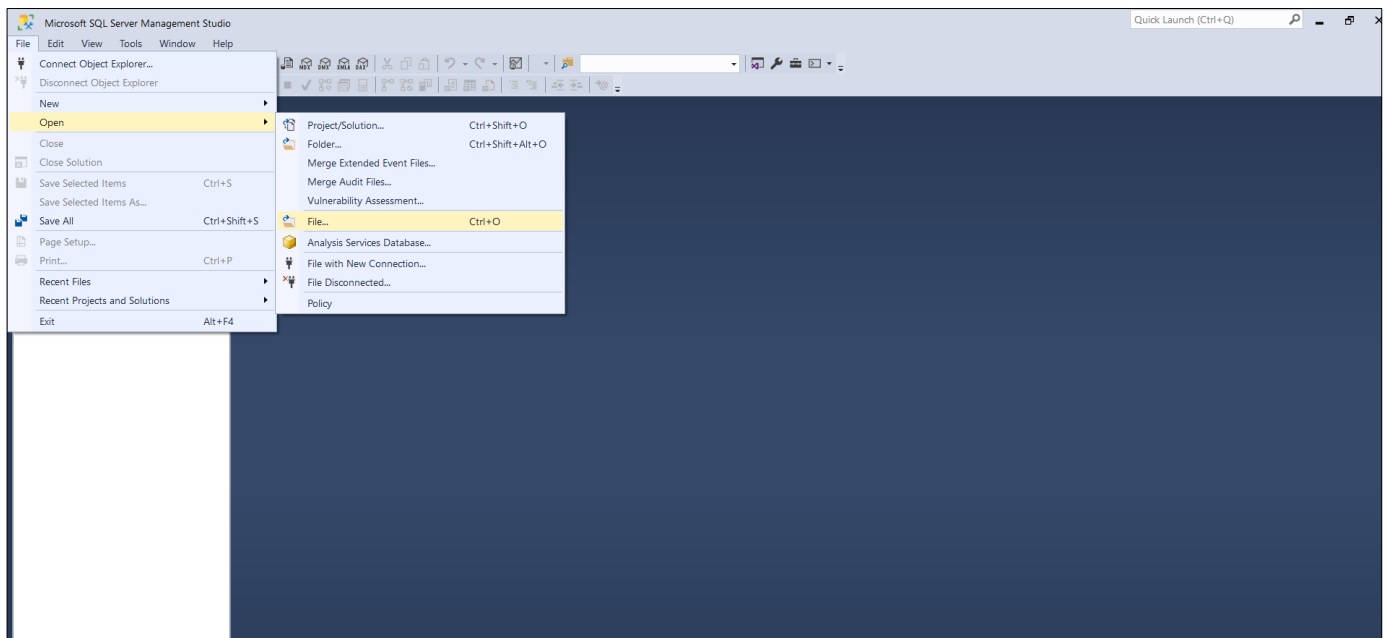 Microsoft SQL Server Management Studio
Quick Launch (Ctrl+Q)
File Edit View Tools Window Help
Connect Object Explorer...
Disconnect Object Explorer
New
Open
Close
Close Solution
Save Selected Items Ctrl+S
Save Selected Items As...
Save All Ctrl+Shift+S
Page Setup...
Print... Ctrl+P
Recent Files
Recent Projects and Solutions
Exit Alt+F4
MDX DMX XMLA DAX
Project/Solution... Ctrl+Shift+O
Folder... Ctrl+Shift+Alt+O
Merge Extended Event Files...
Merge Audit Files...
Vulnerability Assessment...
File... Ctrl+O
Analysis Services Database...
File with New Connection...
File Disconnected...
Policy